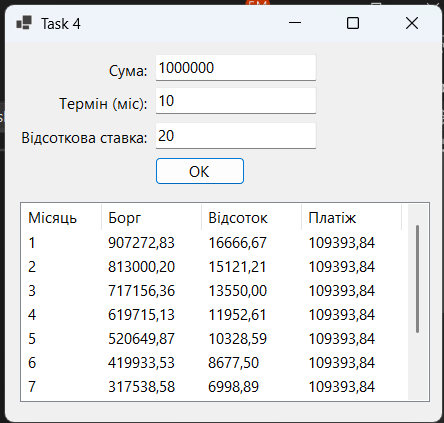 Task 4
Сума: 1000000
Термін (міс): 10
Відсоткова ставка: 20
OK
Місяць Борг Відсоток Платіж
1 907272,83 16666,67 109393,84
2 813000,20 15121,21 109393,84
3 717156,36 13550,00 109393,84
4 619715,13 11952,61 109393,84
5 520649,87 10328,59 109393,84
6 419933,53 8677,50 109393,84
7 317538,58 6998,89 109393,84